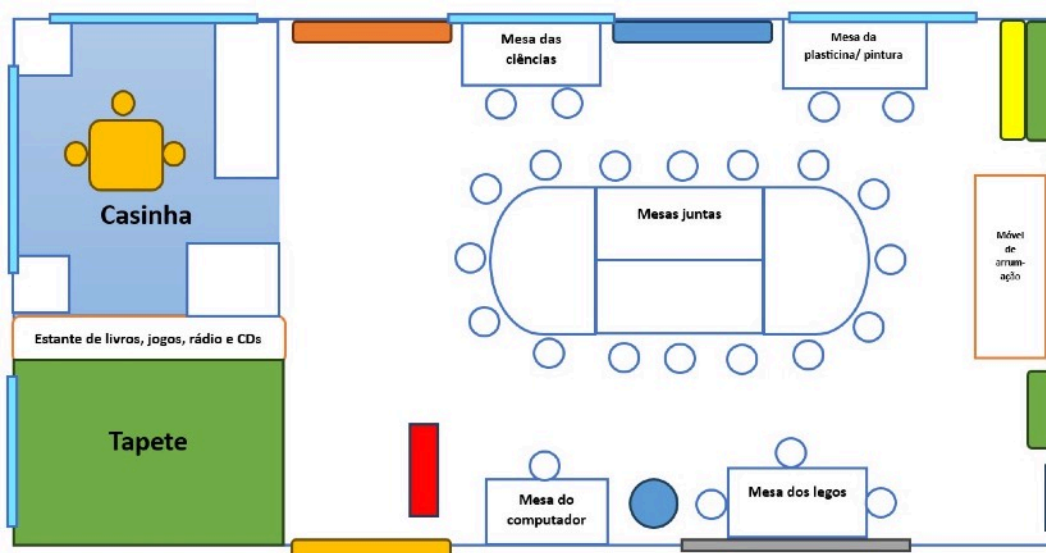 Mesa das
ciências
Mesa da
plasticina/ pintura
Casinha
Mesas juntas
Móvel
de
arrum-
ação
Estante de livros, jogos, rádio e CDs
Tapete
Mesa do
computador
Mesa dos legos